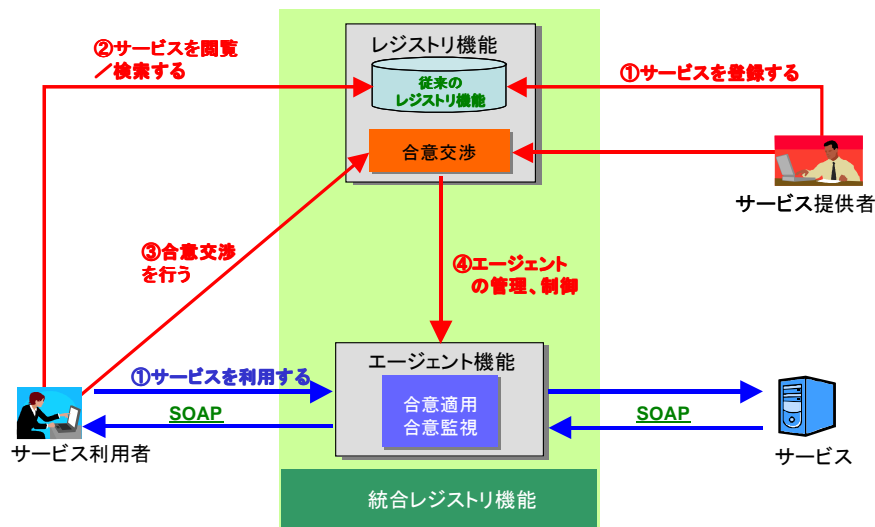 レジストリ機能
②サービスを閲覧
／検索する
従来の
レジストリ機能
①サービスを登録する
合意交渉
サービス提供者
③合意交渉
を行う
④エージェント
の管理、制御
エージェント機能
①サービスを利用する
合意適用
合意監視
SOAP
SOAP
サービス利用者
サービス
統合レジストリ機能